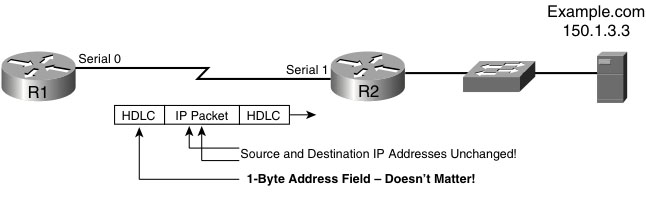 Example.com
150.1.3.3
Serial 0
Serial 1
R1
R2
HDLC
IP Packet
HDLC
Source and Destination IP Addresses Unchanged!
1-Byte Address Field – Doesn't Matter!